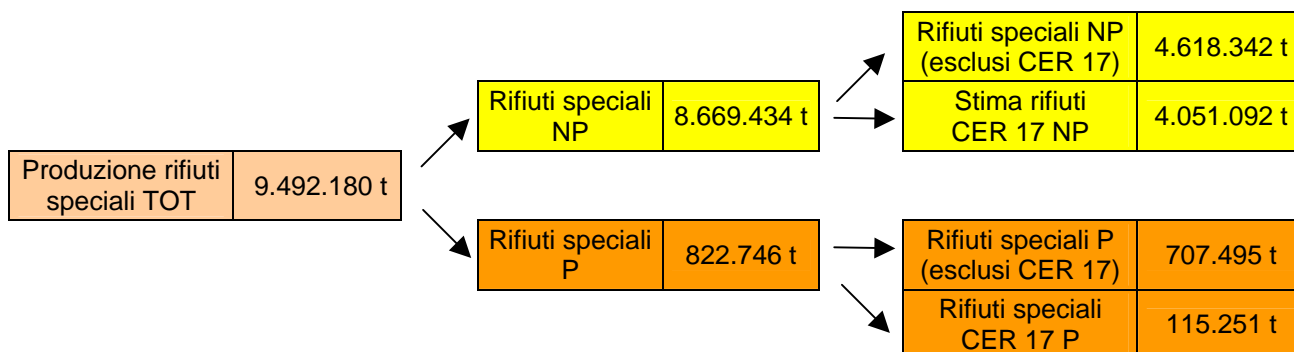 Produzione rifiuti
speciali TOT
9.492.180 t
Rifiuti speciali
NP
8.669.434 t
Rifiuti speciali NP
(esclusi CER 17)
4.618.342 t
Stima rifiuti
CER 17 NP
4.051.092 t
Rifiuti speciali
P
822.746 t
Rifiuti speciali P
(esclusi CER 17)
707.495 t
Rifiuti speciali
CER 17 P
115.251 t